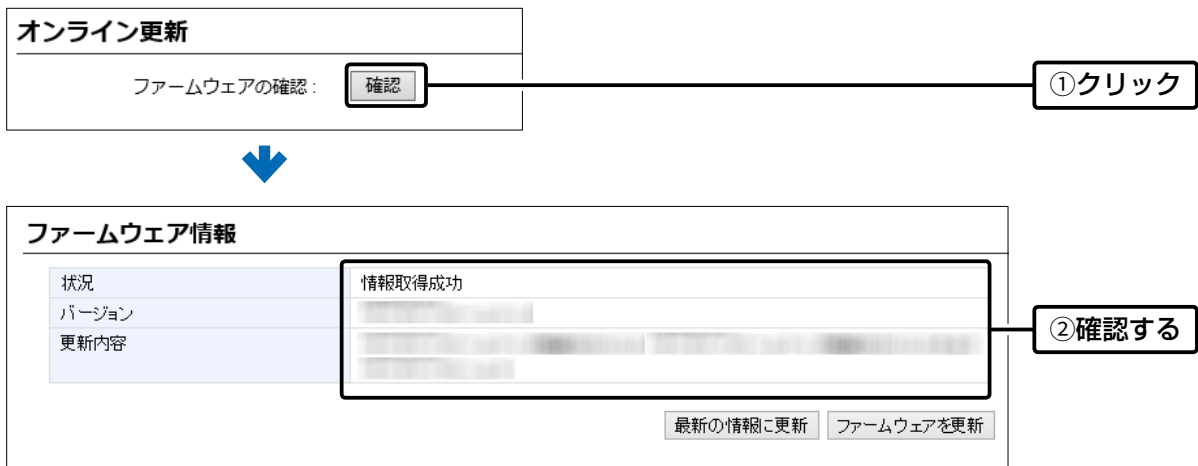 オンライン更新
ファームウェアの確認: 確認
①クリック
ファームウェア情報
状況 情報取得成功
バージョン
更新内容
②確認する
最新の情報に更新 ファームウェアを更新